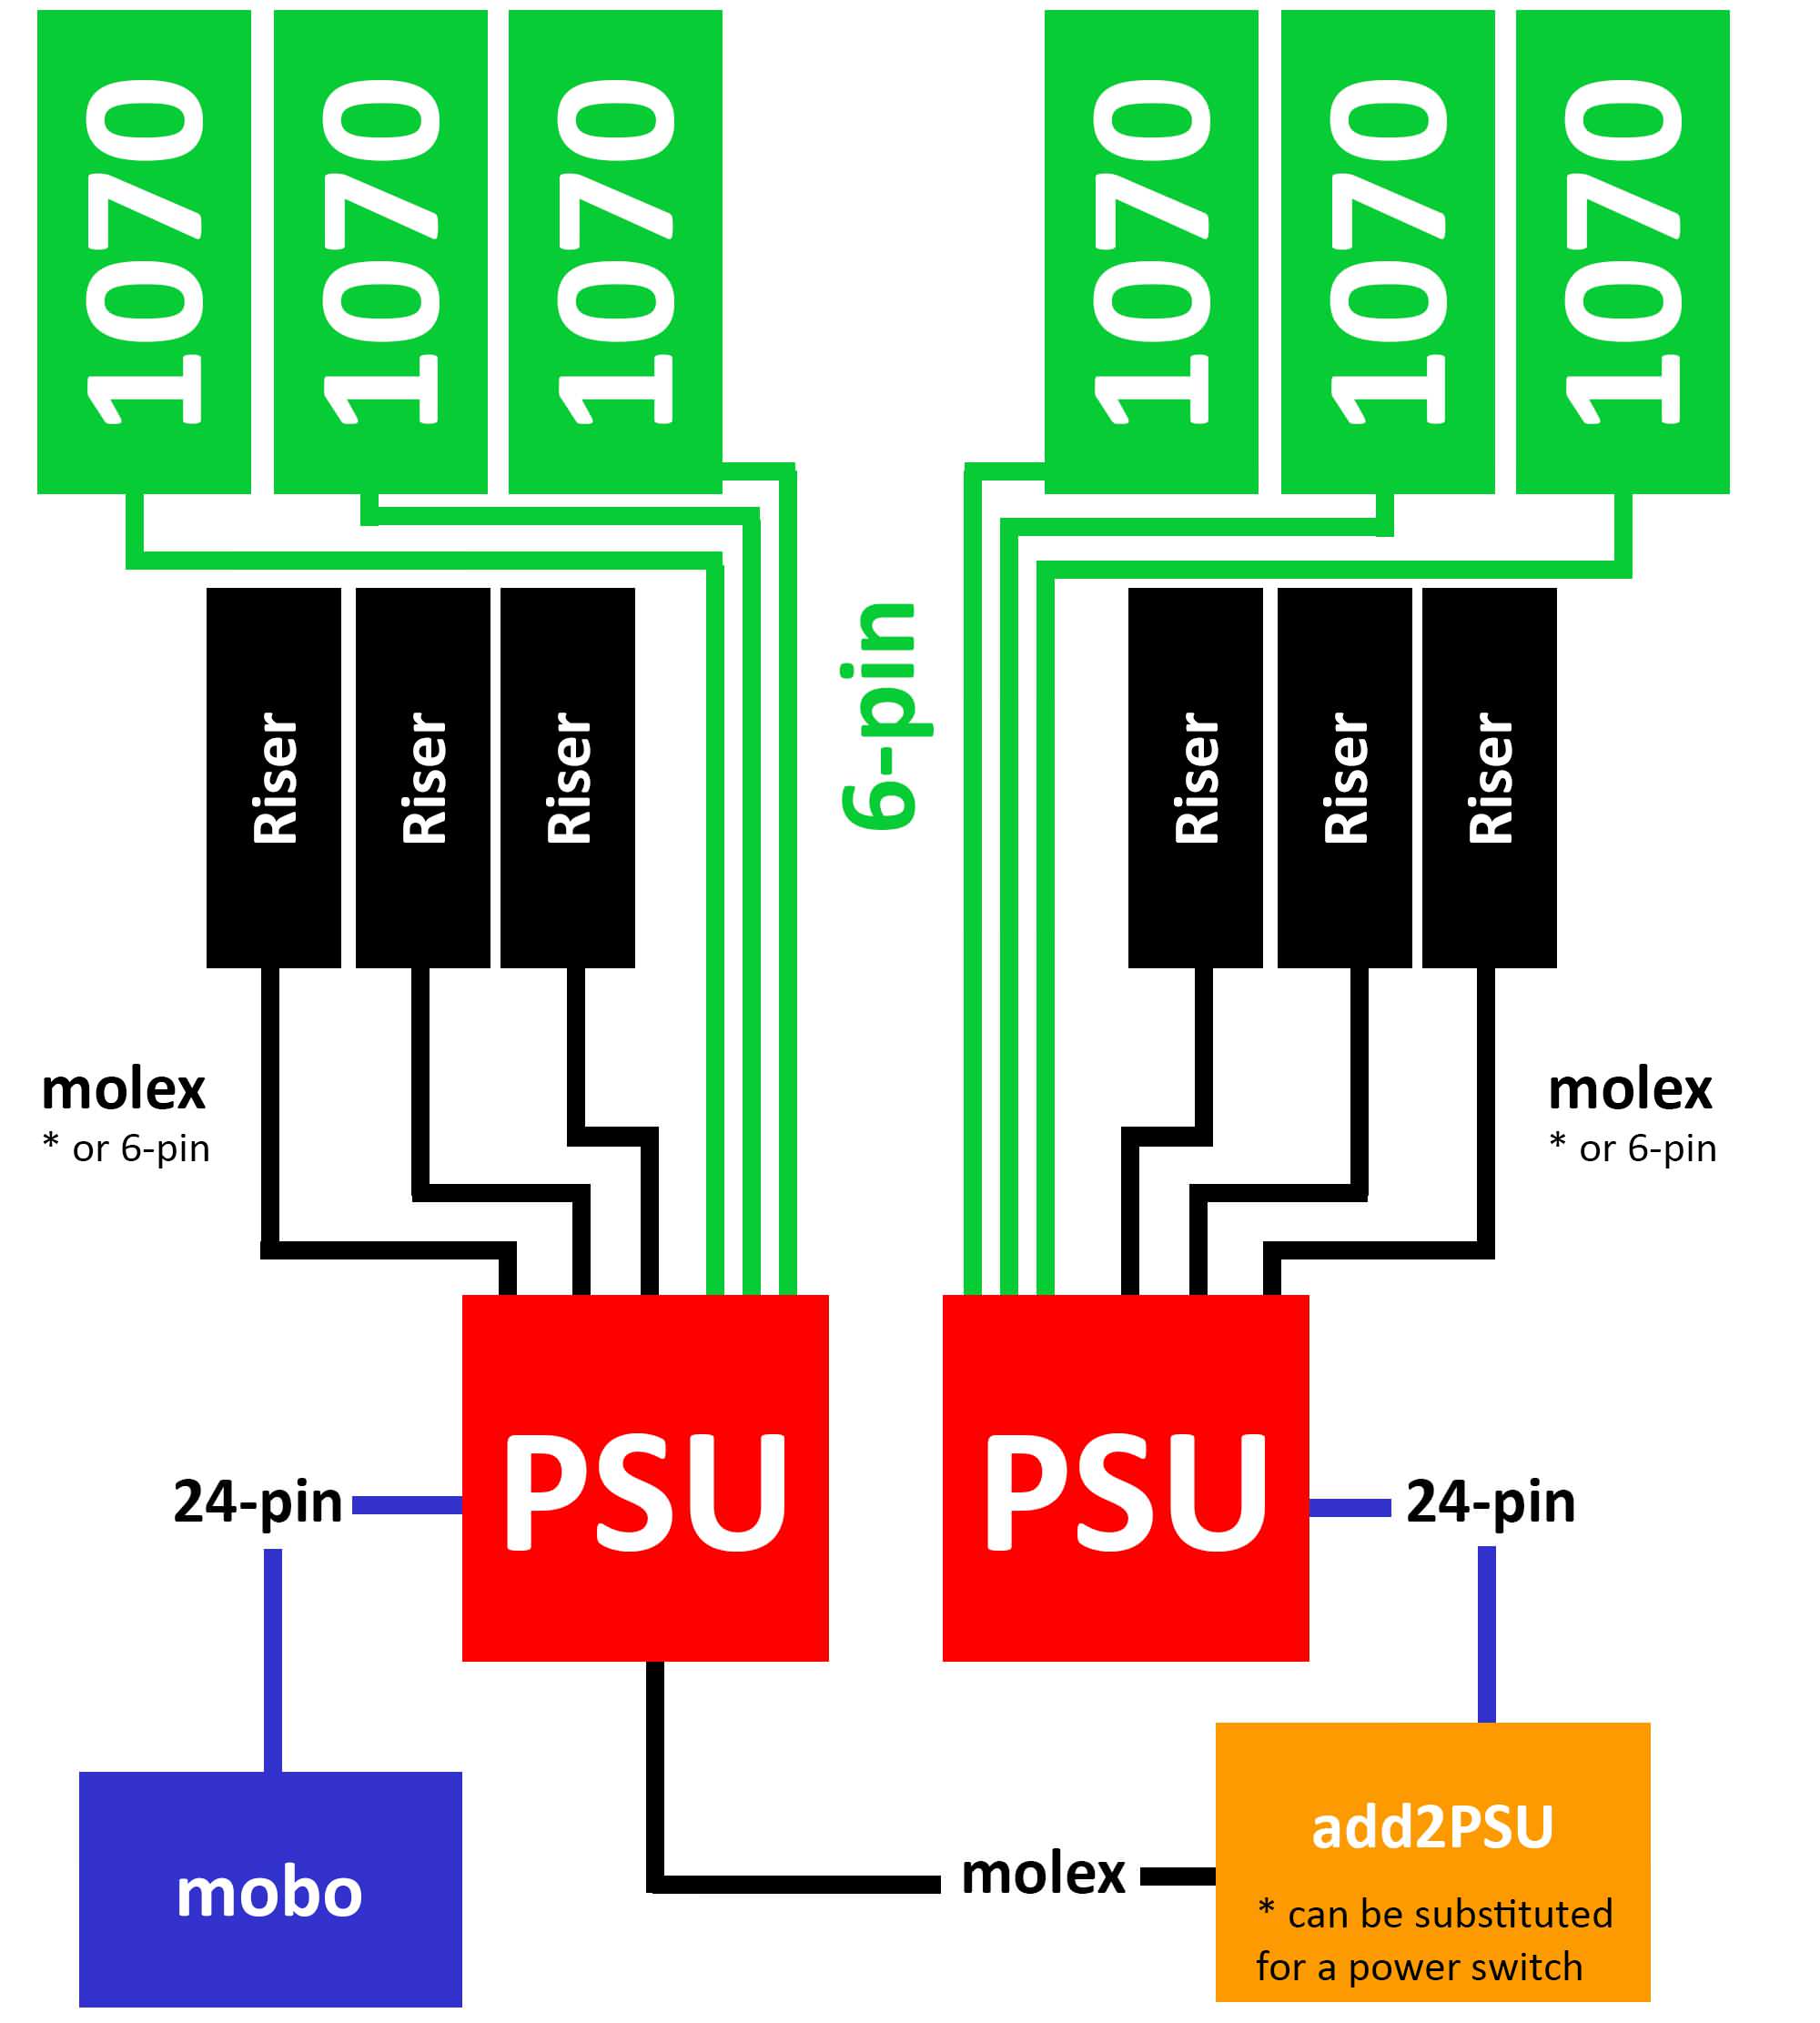 1070
1070
1070
1070
1070
1070
6-pin
Riser
Riser
Riser
Riser
Riser
Riser
molex
* or 6-pin
molex
* or 6-pin
PSU
PSU
24-pin
24-pin
mobo
molex
add2PSU
* can be substituted
for a power switch